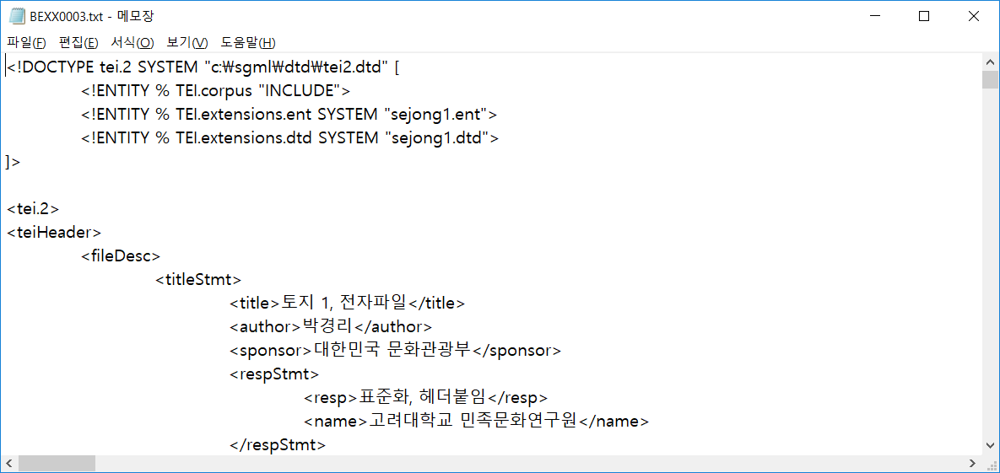 BEXX0003.txt - 메모장
파일(F) 편집(E) 서식(O) 보기(V) 도움말(H)
<!DOCTYPE tei.2 SYSTEM "c:₩sgml₩dtd₩tei2.dtd" [
<!ENTITY % TEI.corpus "INCLUDE">
<!ENTITY % TEI.extensions.ent SYSTEM "sejong1.ent">
<!ENTITY % TEI.extensions.dtd SYSTEM "sejong1.dtd">
]>
<tei.2>
<teiHeader>
<fileDesc>
<titleStmt>
<title>토지 1, 전자파일</title>
<author>박경리</author>
<sponsor>대한민국 문화관광부</sponsor>
<respStmt>
<resp>표준화, 헤더붙임</resp>
<name>고려대학교 민족문화연구원</name>
</respStmt>